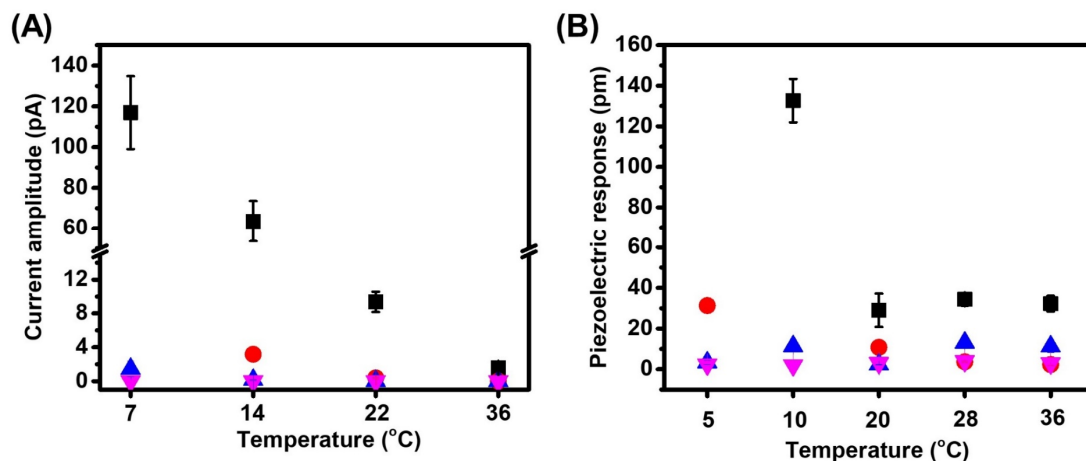 (A)
Current amplitude (pA)
140
120
100
80
60
12
8
4
0
7 14 22 36
Temperature (°C)
(B)
Piezoelectric response (pm)
160
140
120
100
80
60
40
20
0
5 10 20 28 36
Temperature (°C)